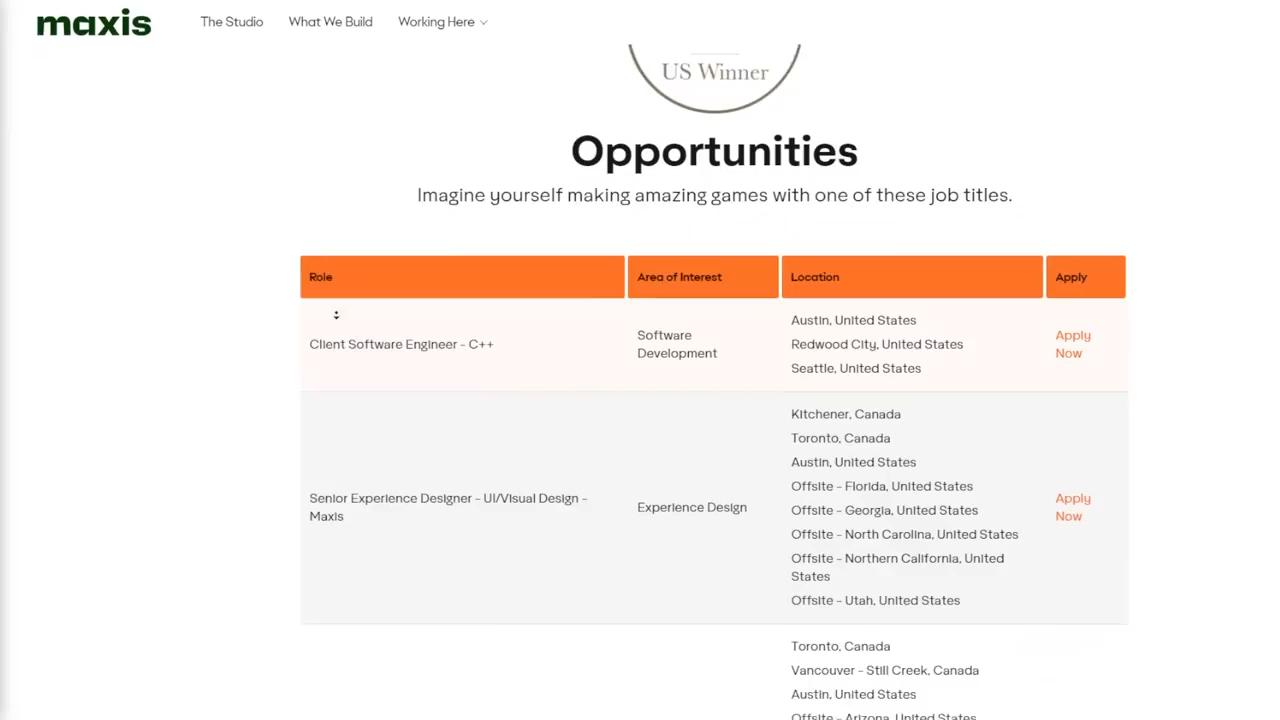 maxis
The Studio
What We Build
Working Here
US Winner
Opportunities
Imagine yourself making amazing games with one of these job titles.
Role
Area of Interest
Location
Apply
Client Software Engineer - C++
Software
Development
Austin, United States
Redwood City, United States
Seattle, United States
Apply
Now
Senior Experience Designer - UI/Visual Design -
Maxis
Experience Design
Kitchener, Canada
Toronto, Canada
Austin, United States
Offsite - Florida, United States
Offsite - Georgia, United States
Offsite - North Carolina, United States
Offsite - Northern California, United
States
Offsite - Utah, United States
Apply
Now
Toronto, Canada
Vancouver - Still Creek, Canada
Austin, United States
Offsite - Arizona, United States